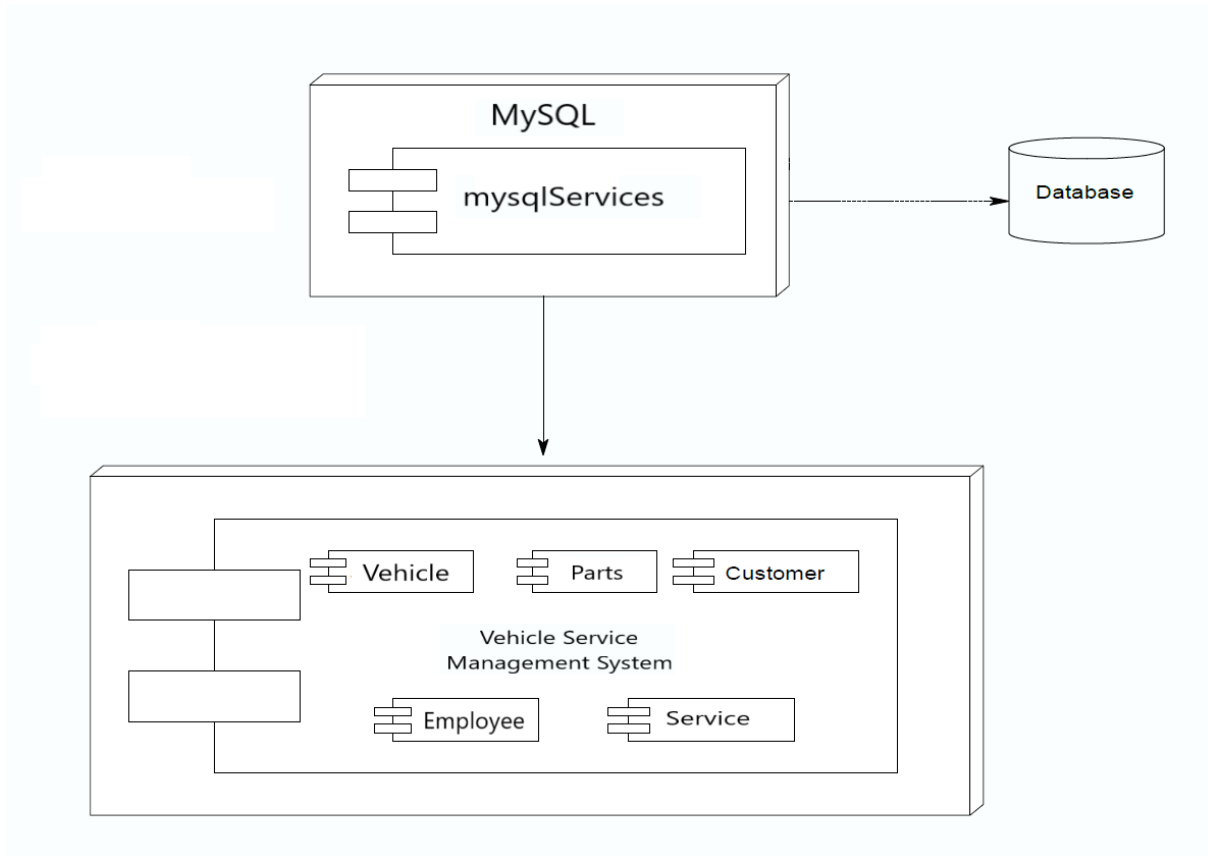 MySQL
mysqlServices
Database
Vehicle
Parts
Customer
Vehicle Service
Management System
Employee
Service